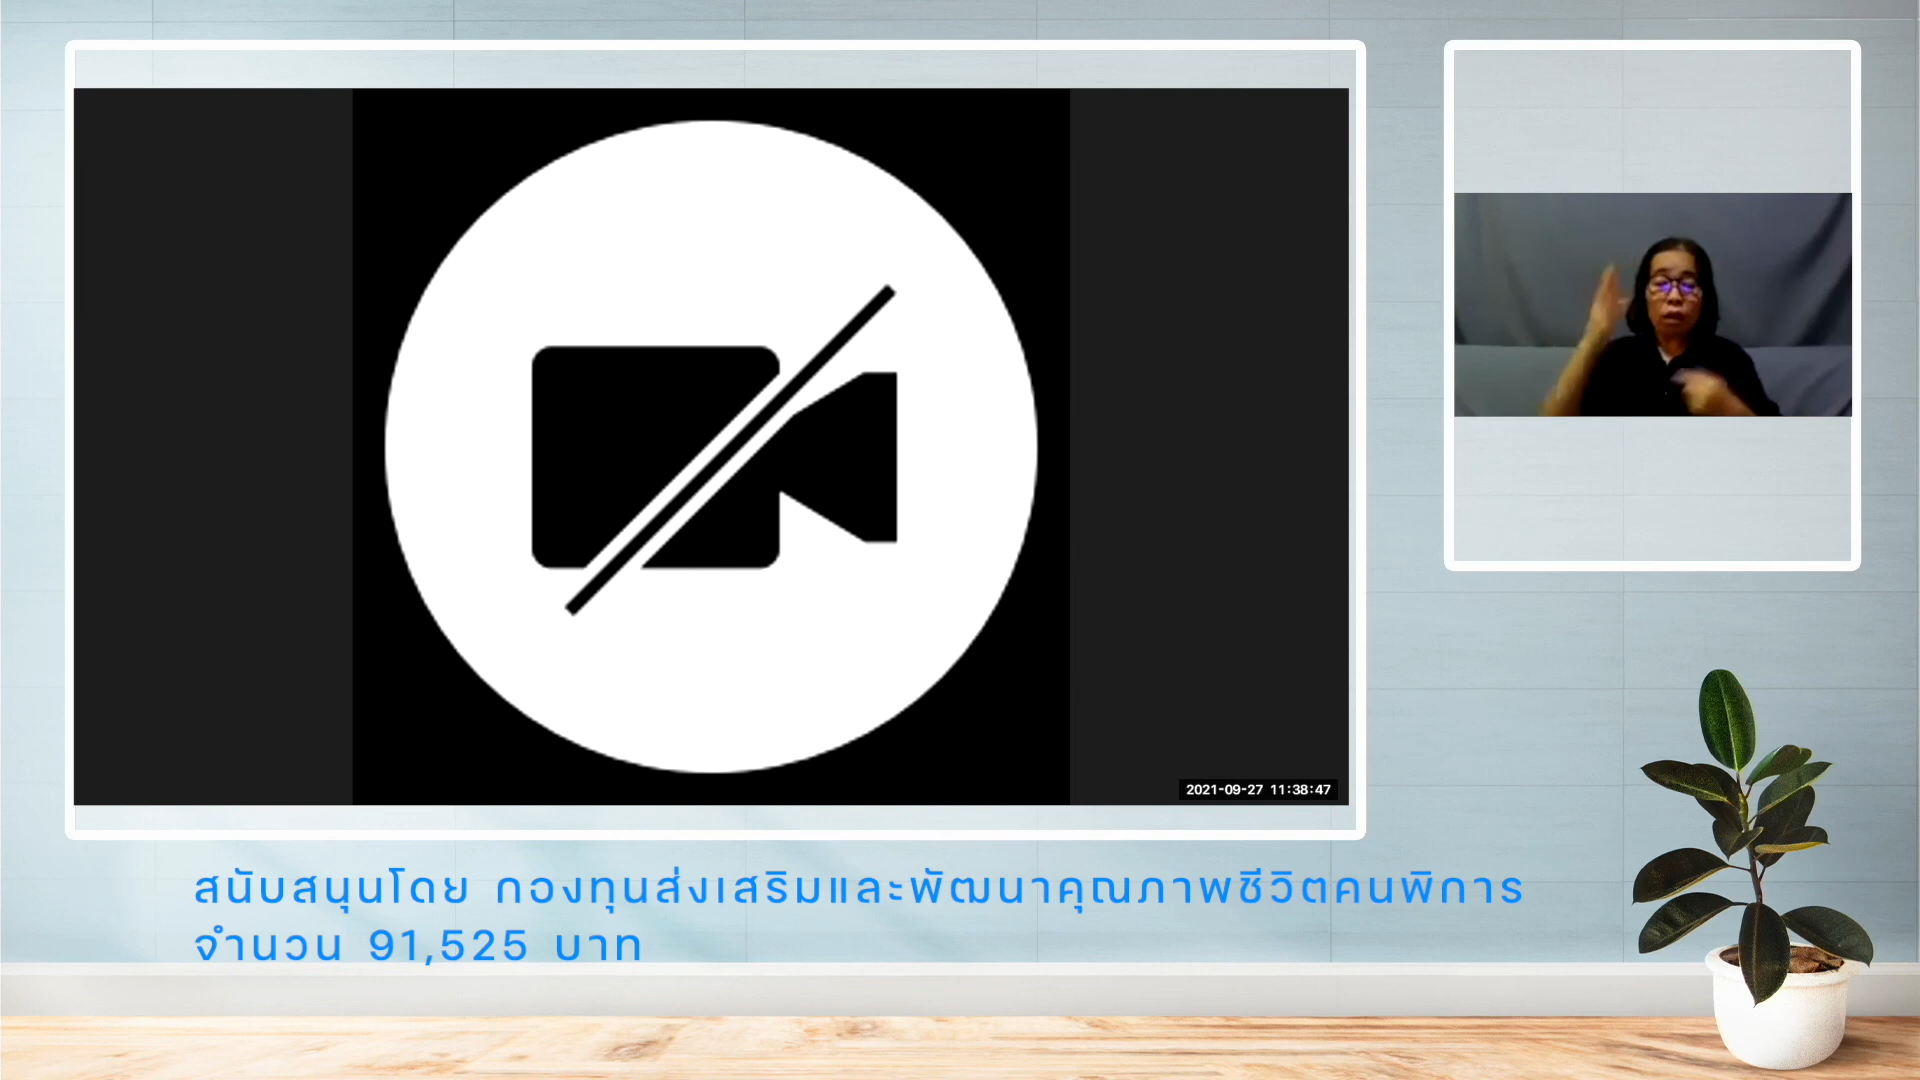 2021-09-27 11:38:47
สนับสนุนโดย กองทุนส่งเสริมและพัฒนาคุณภาพชีวิตคนพิการ
จำนวน 91,525 บาท